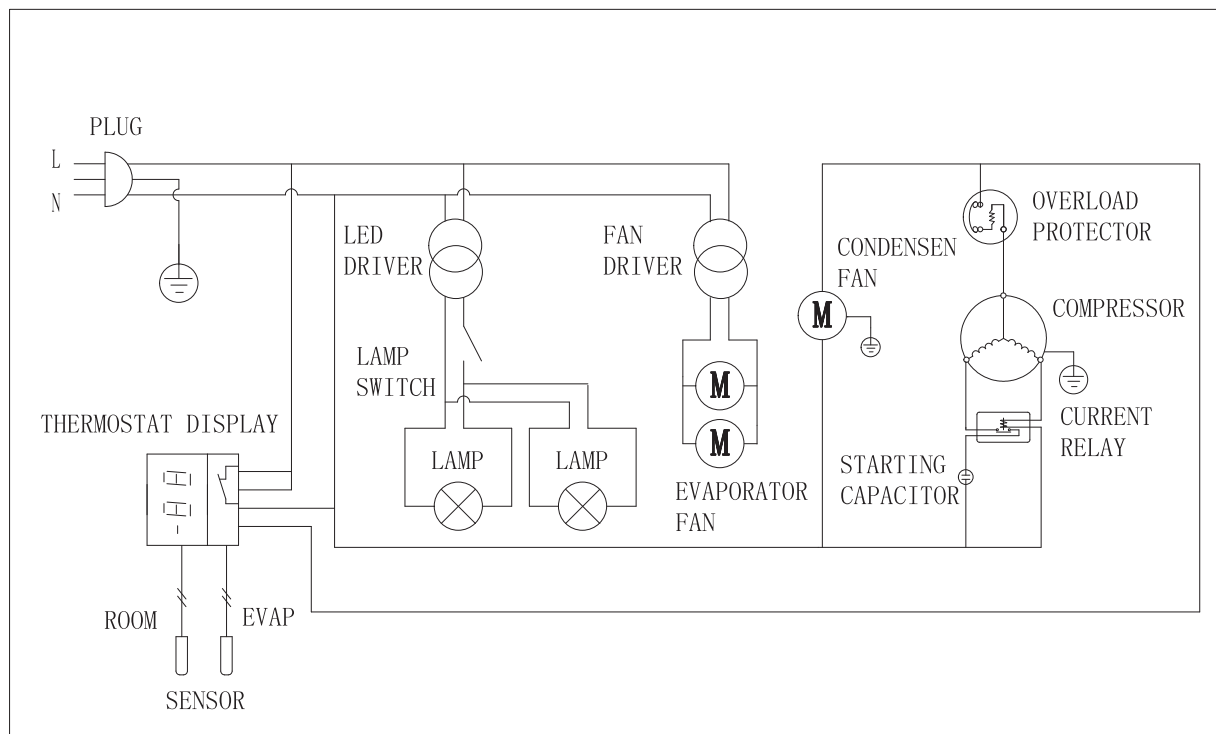 PLUG
L
N
LED
DRIVER
FAN
DRIVER
CONDENSEN
FAN
M
OVERLOAD
PROTECTOR
COMPRESSOR
LAMP
SWITCH
M
M
CURRENT
RELAY
THERMOSTAT DISPLAY
LAMP
LAMP
EVAPORATOR
FAN
STARTING
CAPACITOR
ROOM
EVAP
SENSOR